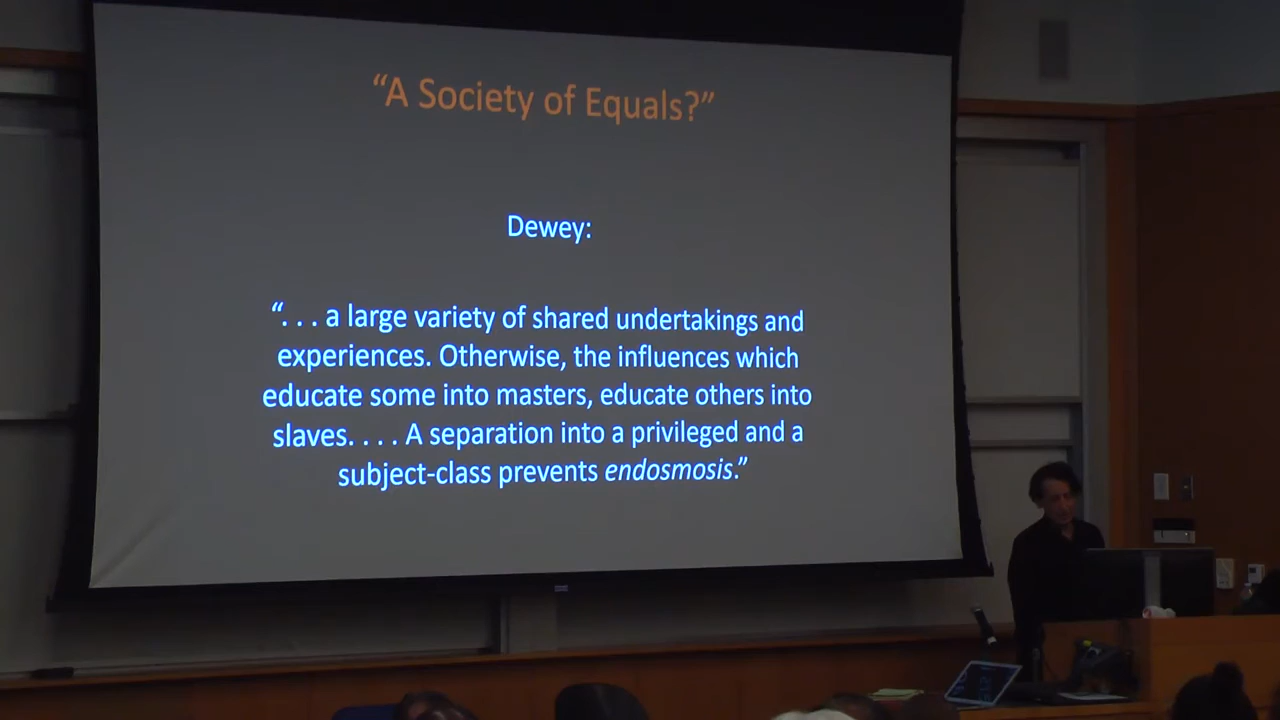 “A Society of Equals?”
Dewey:
“. . . a large variety of shared undertakings and
experiences. Otherwise, the influences which
educate some into masters, educate others into
slaves. . . . A separation into a privileged and a
subject-class prevents endosmosis.”